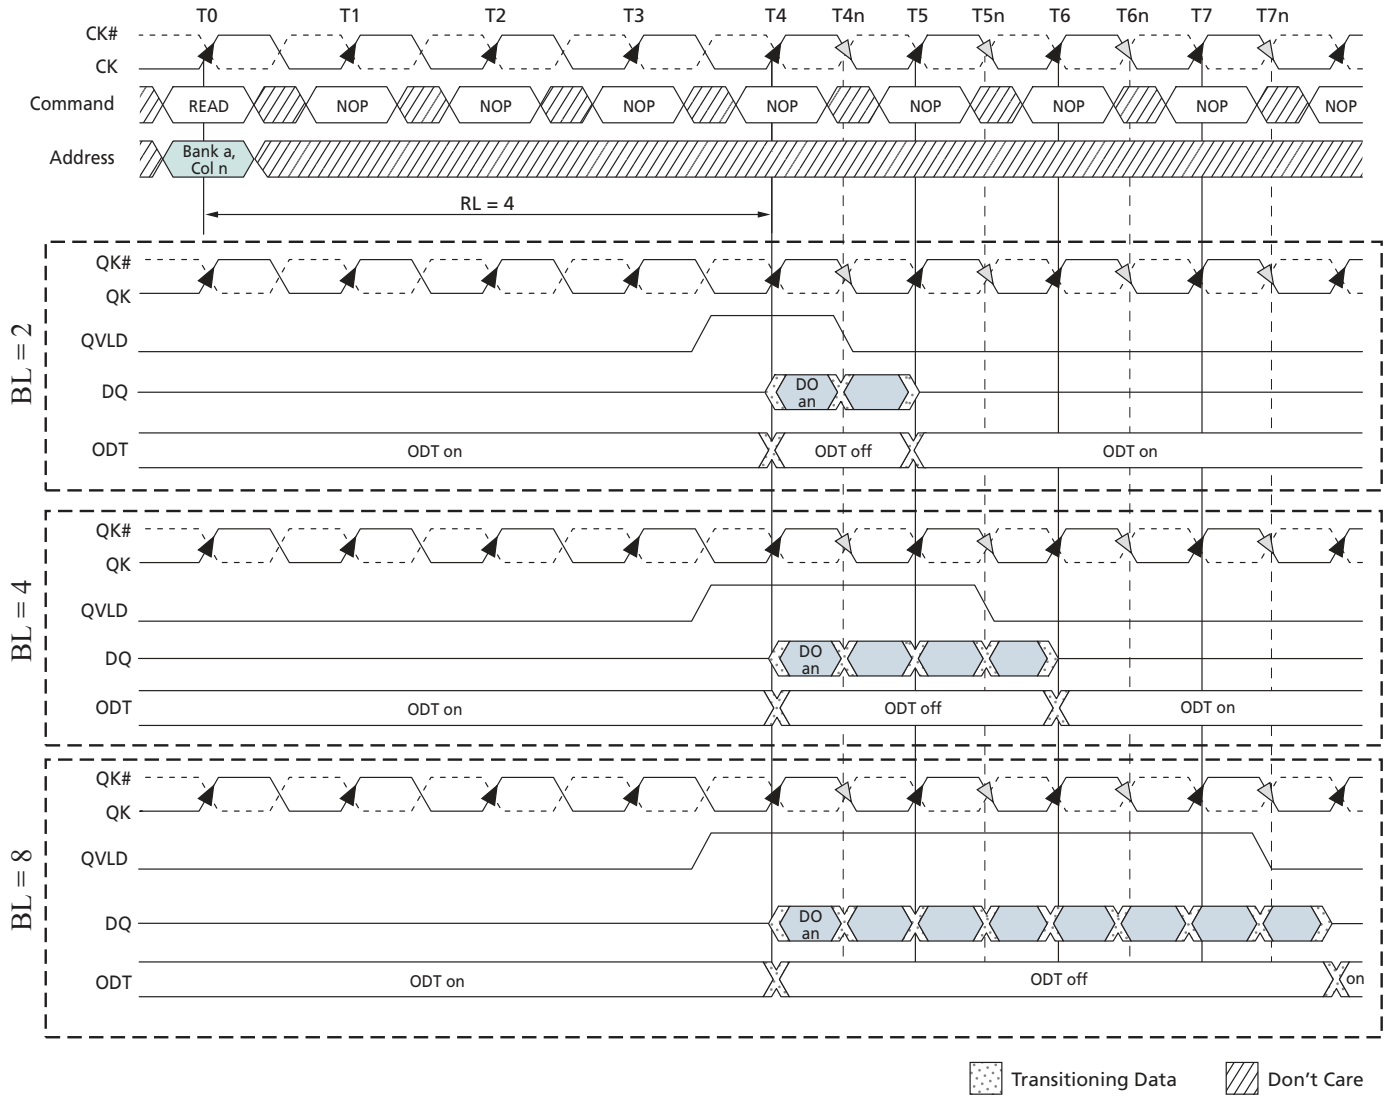 T0 T1 T2 T3 T4 T4n T5 T5n T6 T6n T7 T7n
CK#
CK
Command READ NOP NOP NOP NOP NOP NOP NOP NOP
Address Bank a,
Col n
RL = 4
BL = 2
QK#
QK
QVLD
DQ DO
an
ODT ODT on ODT off ODT on
BL = 4
QK#
QK
QVLD
DQ DO
an
ODT ODT on ODT off ODT on
BL = 8
QK#
QK
QVLD
DQ DO
an
ODT ODT on ODT off on
Transitioning Data Don't Care